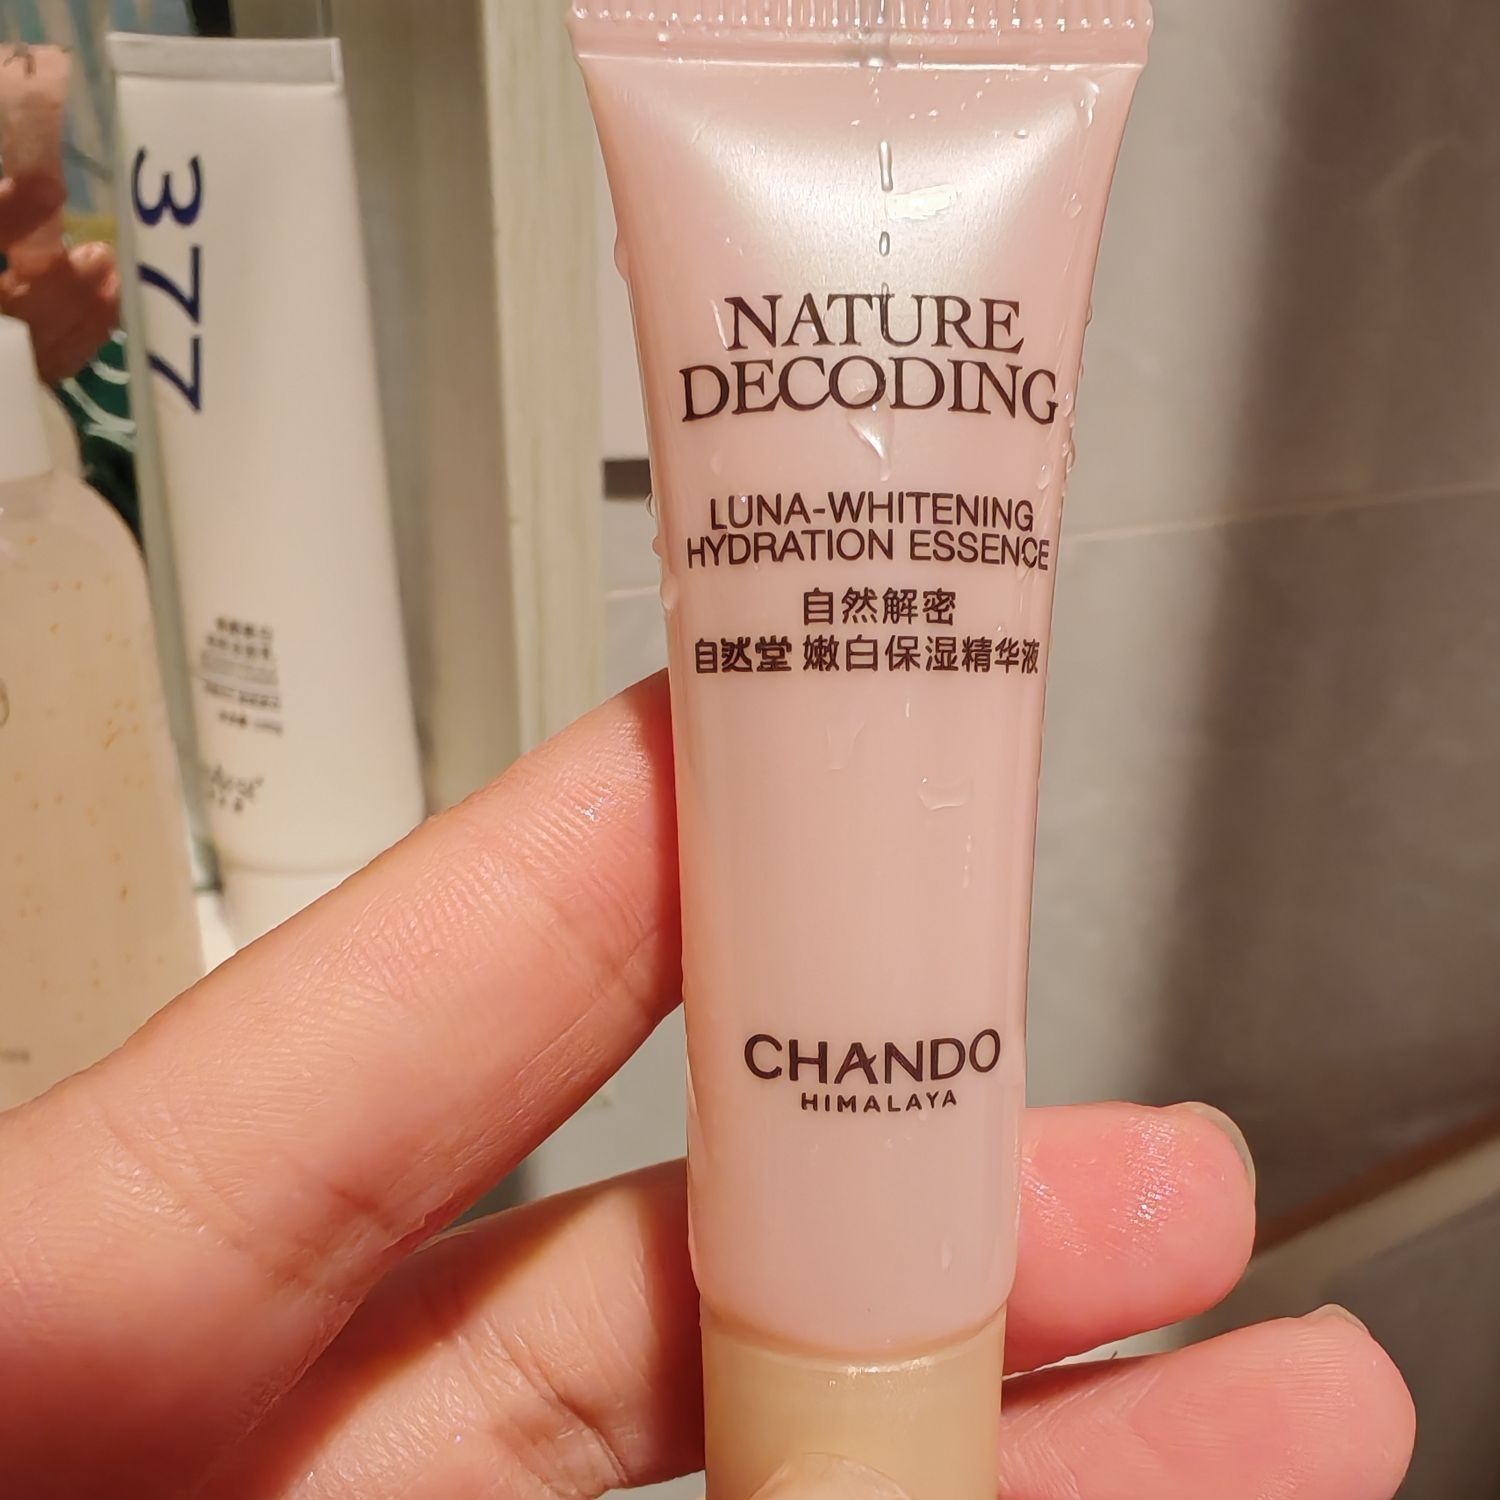 377
NATURE
DECODING
LUNA-WHITENING
HYDRATION ESSENCE
自然解密
自然堂 嫩白保湿精华液
CHANDO
HIMALAYA